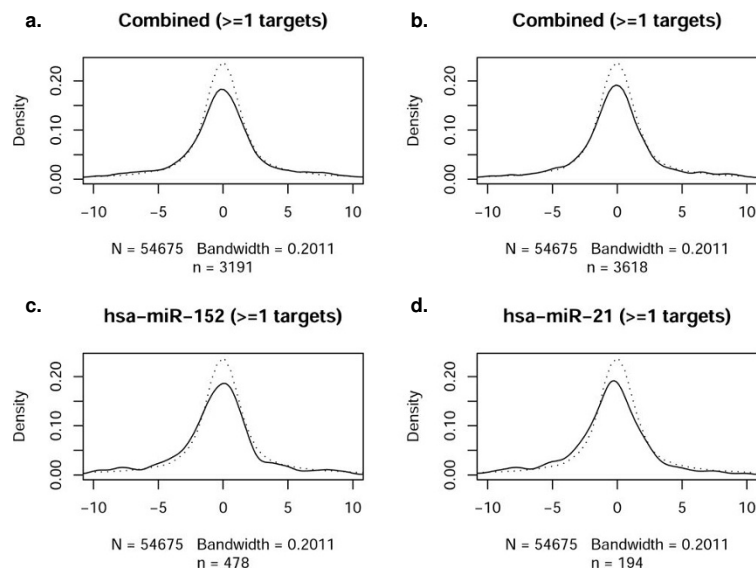 a.
Combined (>=1 targets)
Density
0.00
0.10
0.20
−10
−5
0
5
10
N = 54675 Bandwidth = 0.2011
n = 3191
b.
Combined (>=1 targets)
Density
0.00
0.10
0.20
−10
−5
0
5
10
N = 54675 Bandwidth = 0.2011
n = 3618
c.
hsa−miR−152 (>=1 targets)
Density
0.00
0.10
0.20
−10
−5
0
5
10
N = 54675 Bandwidth = 0.2011
n = 478
d.
hsa−miR−21 (>=1 targets)
Density
0.00
0.10
0.20
−10
−5
0
5
10
N = 54675 Bandwidth = 0.2011
n = 194